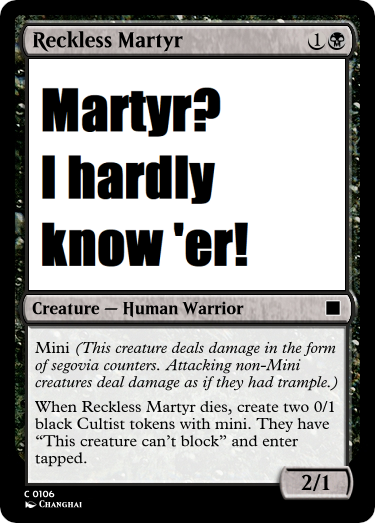 Reckless Martyr 1
Martyr?
I hardly
know 'er!
Creature — Human Warrior
Mini (This creature deals damage in the form
of segovia counters. Attacking non-Mini
creatures deal damage as if they had trample.)
When Reckless Martyr dies, create two 0/1
black Cultist tokens with mini. They have
“This creature can’t block” and enter
tapped.
2/1
C 0106
Changhai